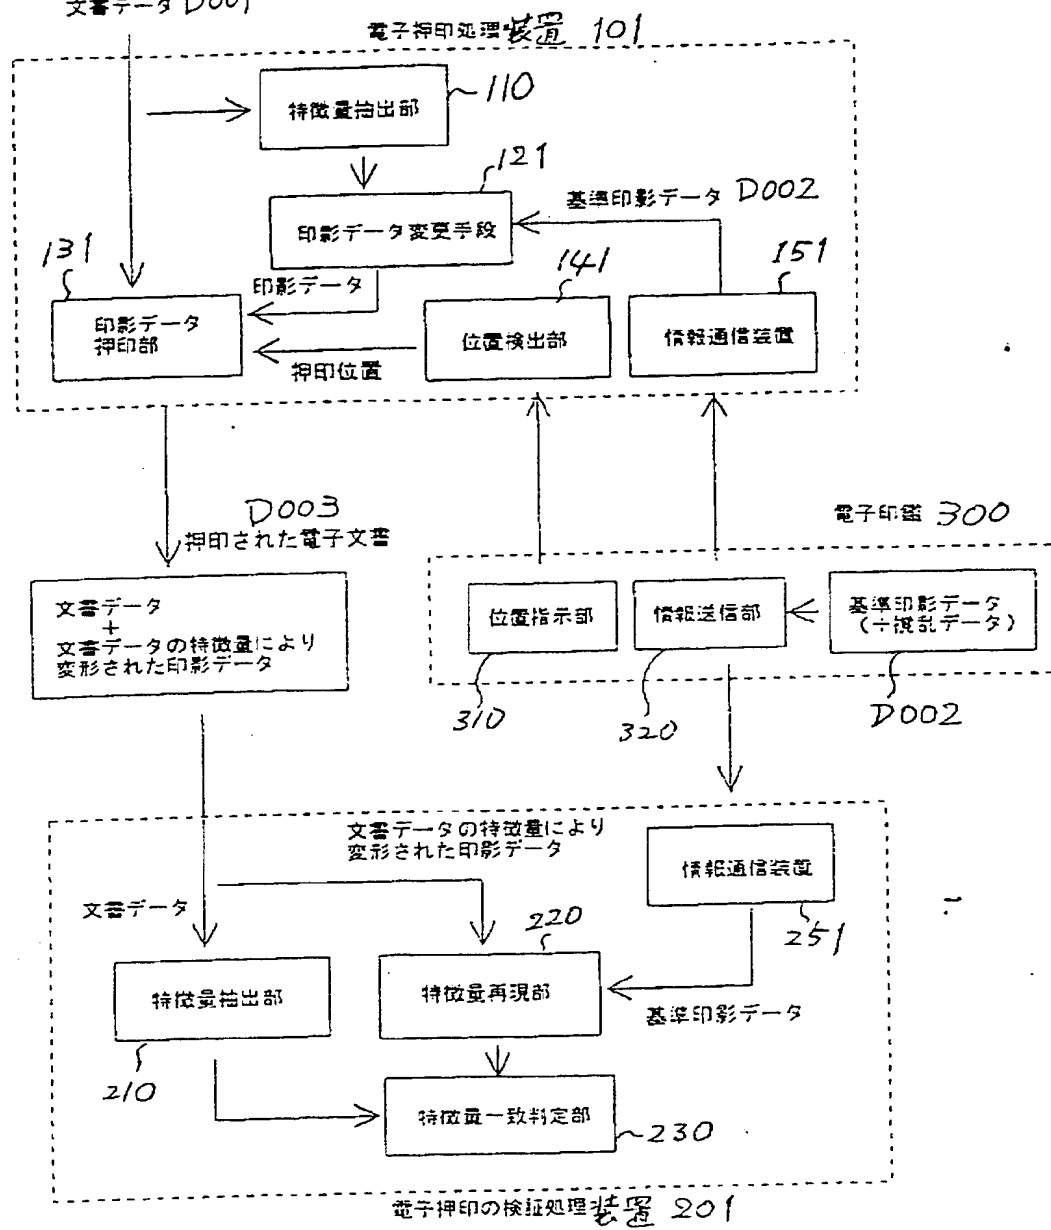 文書データ D001
電子押印処理装置 101
特徴量抽出部
110
121
基準印影データ D002
印影データ変更手段
131
印影データ
141
151
印影データ
押印部
位置検出部
情報通信装置
押印位置
D003
押印された電子文書
電子印鑑 300
文書データ
+
文書データの特徴量により
変形された印影データ
位置指示部
情報送信部
基準印影データ
(+撹乱データ)
310
320
D002
文書データの特徴量により
変形された印影データ
情報通信装置
文書データ
220
251
特徴量抽出部
特徴量再現部
基準印影データ
210
特徴量一致判定部
230
電子押印の検証処理装置 201